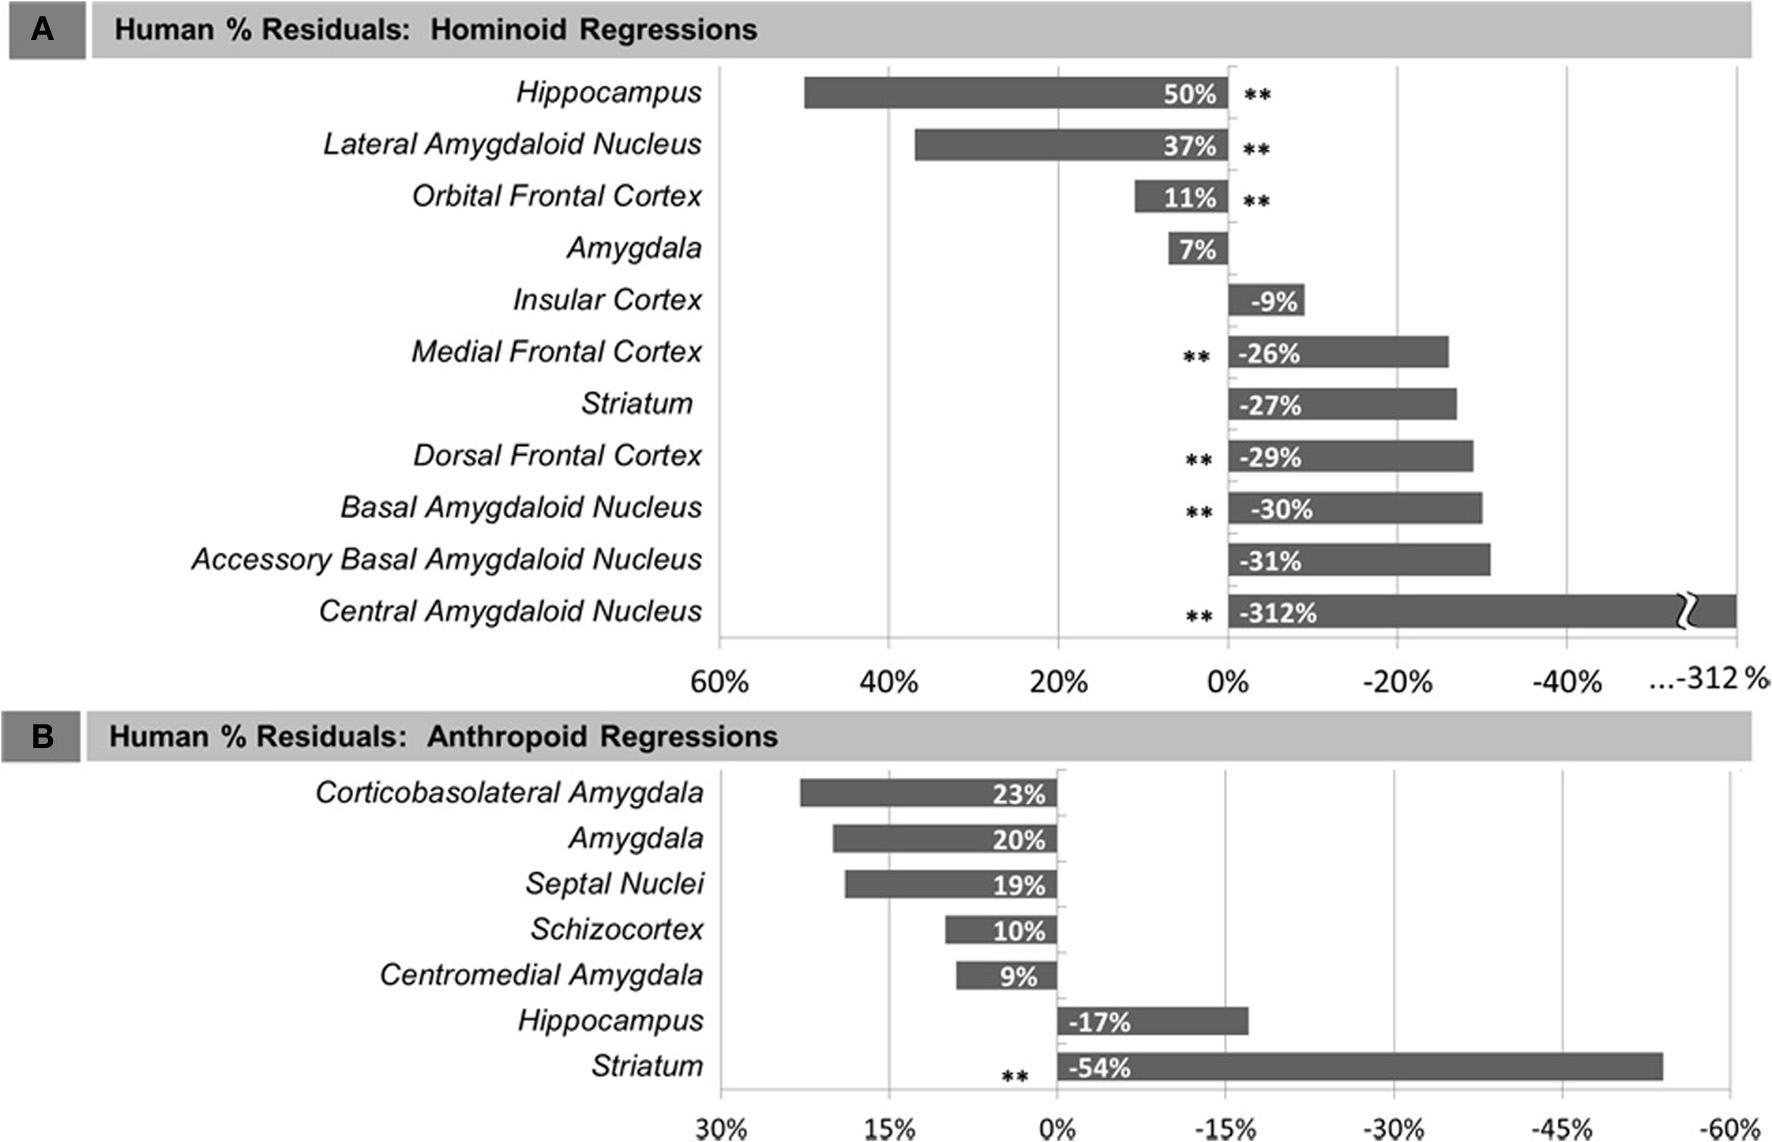 A Human % Residuals: Hominoid Regressions
Hippocampus 50% **
Lateral Amygdaloid Nucleus 37% **
Orbital Frontal Cortex 11% **
Amygdala 7%
Insular Cortex -9%
Medial Frontal Cortex ** -26%
Striatum -27%
Dorsal Frontal Cortex ** -29%
Basal Amygdaloid Nucleus ** -30%
Accessory Basal Amygdaloid Nucleus -31%
Central Amygdaloid Nucleus ** -312%
60% 40% 20% 0% -20% -40% ...-312 %
B Human % Residuals: Anthropoid Regressions
Corticobasolateral Amygdala 23%
Amygdala 20%
Septal Nuclei 19%
Schizocortex 10%
Centromedial Amygdala 9%
Hippocampus -17%
Striatum ** -54%
30% 15% 0% -15% -30% -45% -60%